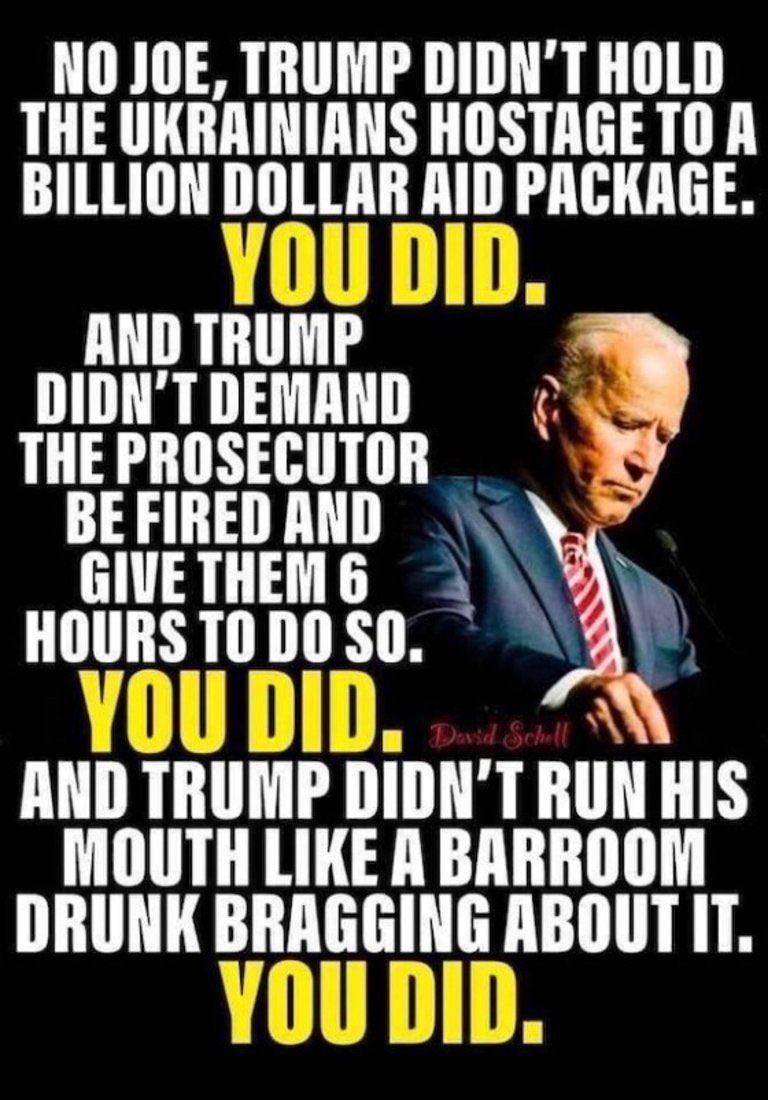 NO JOE, TRUMP DIDN'T HOLD
THE UKRAINIANS HOSTAGE TO A
BILLION DOLLAR AID PACKAGE.
YOU DID.
AND TRUMP
DIDN'T DEMAND
THE PROSECUTOR
BE FIRED AND
GIVE THEM 6
HOURS TO DO SO.
YOU DID.
David Schell
AND TRUMP DIDN'T RUN HIS
MOUTH LIKE A BARROOM
DRUNK BRAGGING ABOUT IT.
YOU DID.